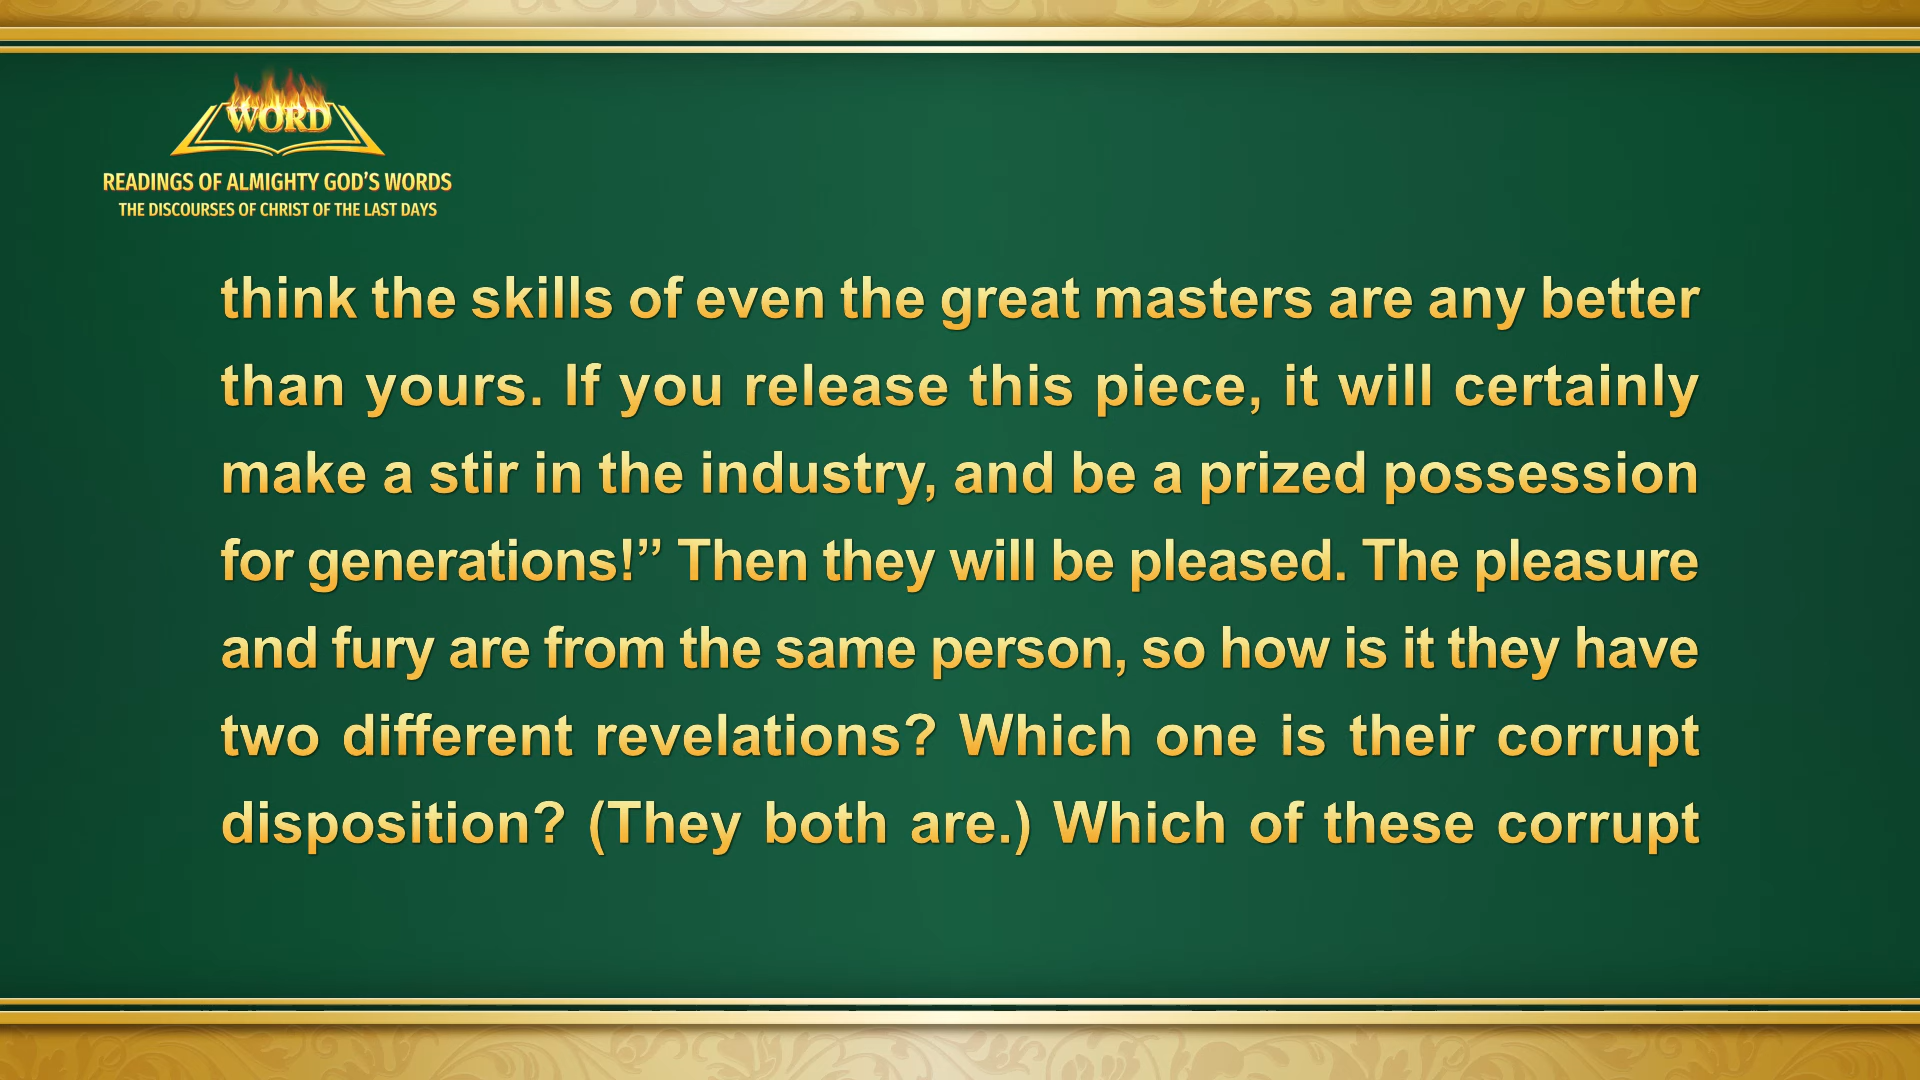 WORD
READINGS OF ALMIGHTY GOD’S WORDS
THE DISCOURSES OF CHRIST OF THE LAST DAYS
think the skills of even the great masters are any better
than yours. If you release this piece, it will certainly
make a stir in the industry, and be a prized possession
for generations!” Then they will be pleased. The pleasure
and fury are from the same person, so how is it they have
two different revelations? Which one is their corrupt
disposition? (They both are.) Which of these corrupt